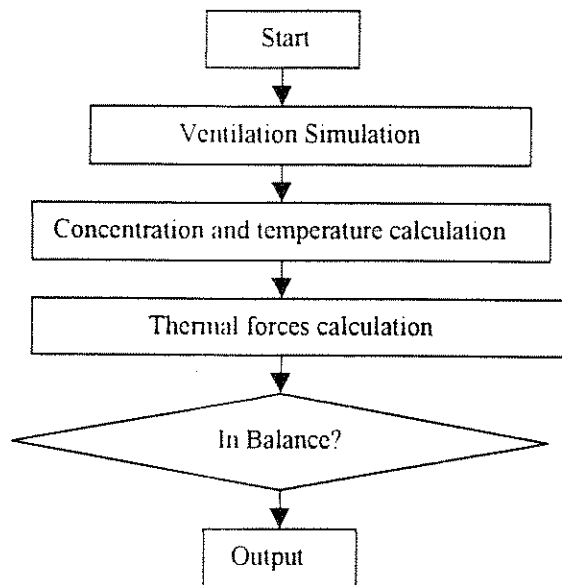 Start
Ventilation Simulation
Concentration and temperature calculation
Thermal forces calculation
In Balance?
Output